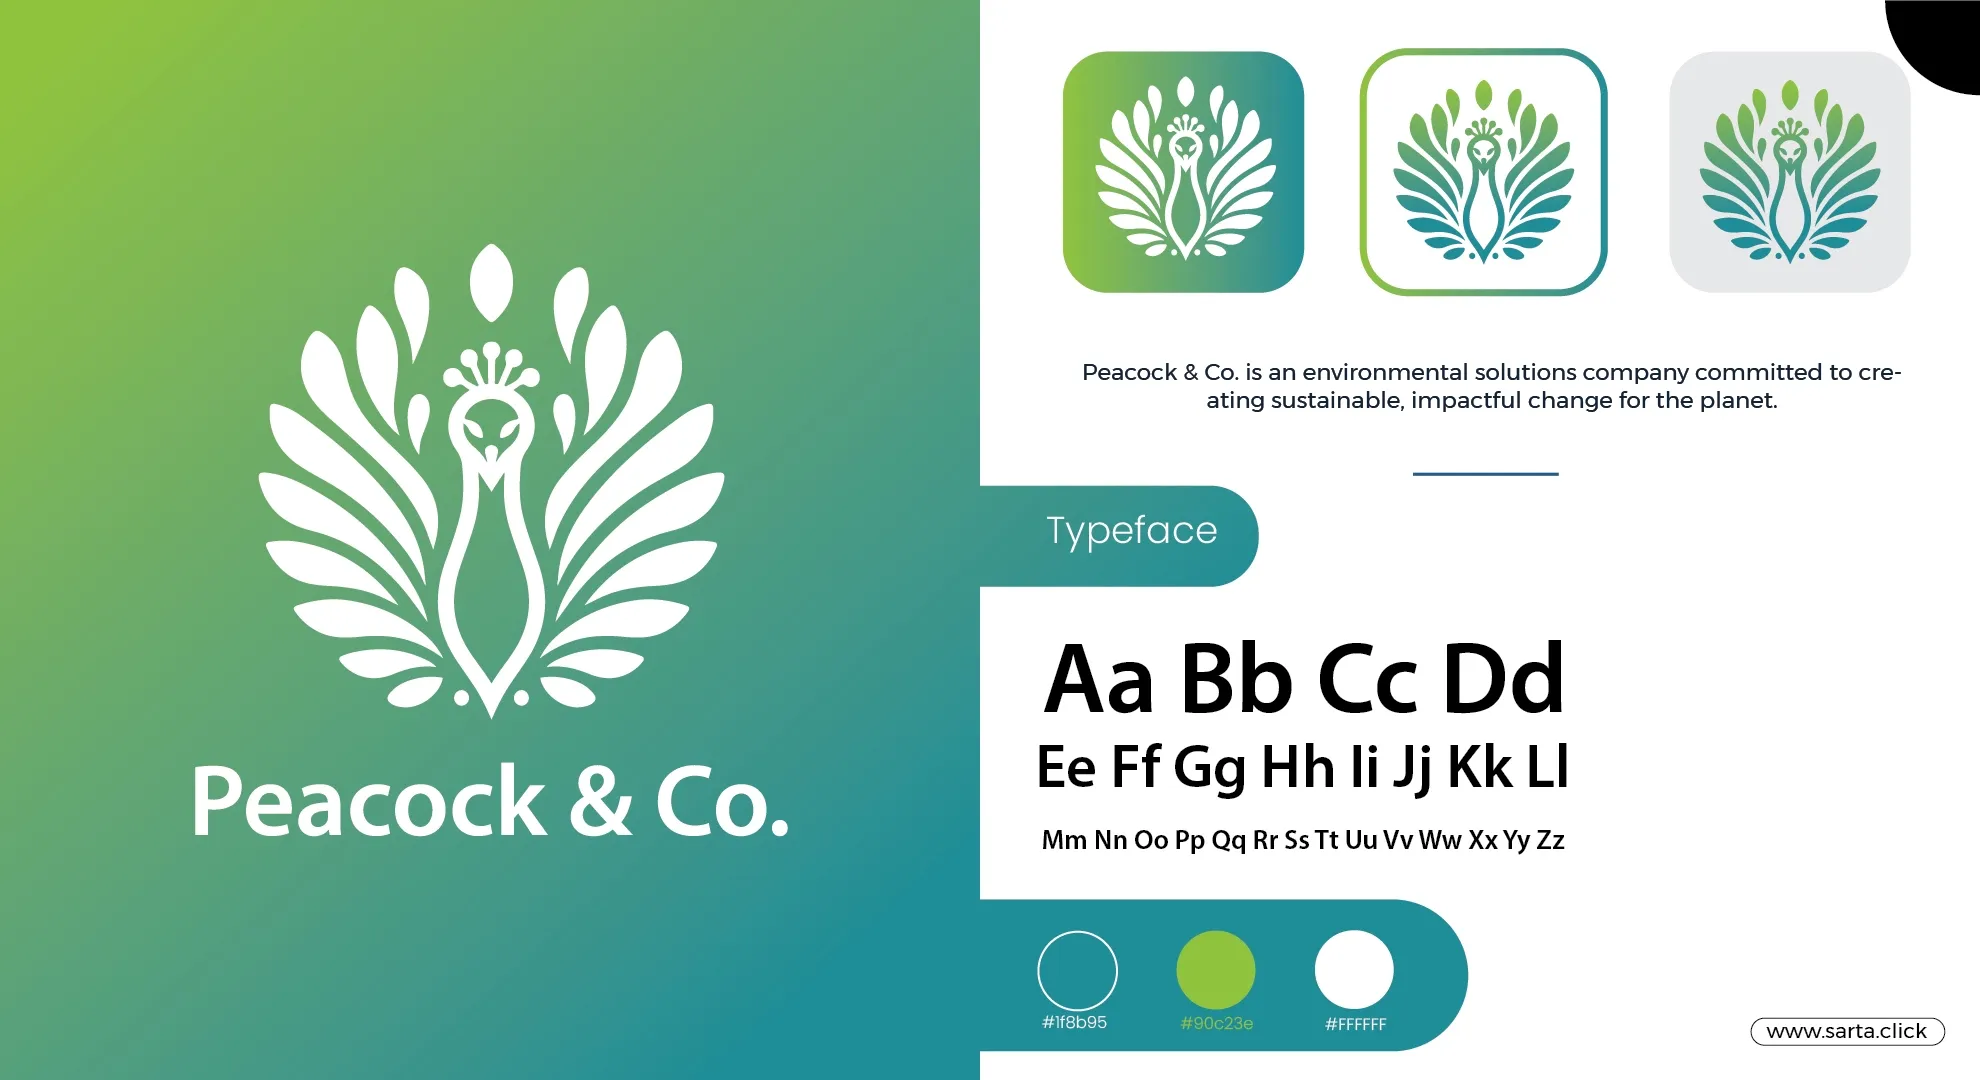 Peacock & Co.
Peacock & Co. is an environmental solutions company committed to cre-
ating sustainable, impactful change for the planet.
Typeface
Aa Bb Cc Dd
Ee Ff Gg Hh Ii Jj Kk Ll
Mm Nn Oo Pp Qq Rr Ss Tt Uu Vv Ww Xx Yy Zz
#1f8b95
#90c23e
#FFFFFF
www.sarta.click